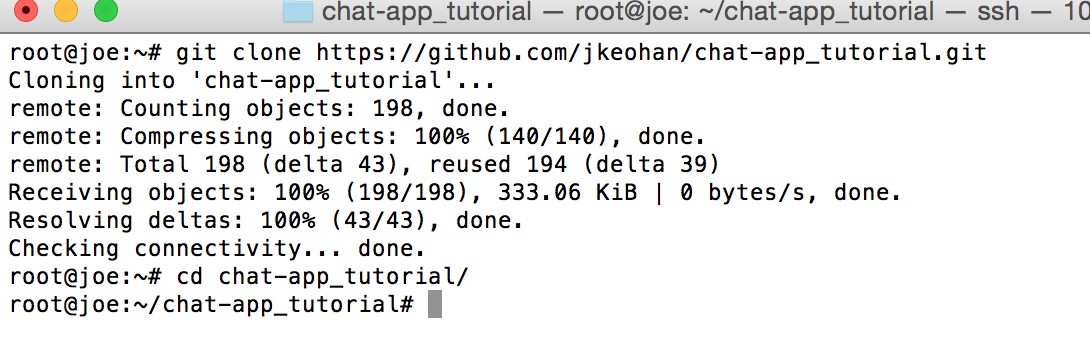 chat-app_tutorial — root@joe: ~/chat-app_tutorial — ssh — 10
root@joe:~# git clone https://github.com/jkeohan/chat-app_tutorial.git
Cloning into 'chat-app_tutorial'...
remote: Counting objects: 198, done.
remote: Compressing objects: 100% (140/140), done.
remote: Total 198 (delta 43), reused 194 (delta 39)
Receiving objects: 100% (198/198), 333.06 KiB | 0 bytes/s, done.
Resolving deltas: 100% (43/43), done.
Checking connectivity... done.
root@joe:~# cd chat-app_tutorial/
root@joe:~/chat-app_tutorial#